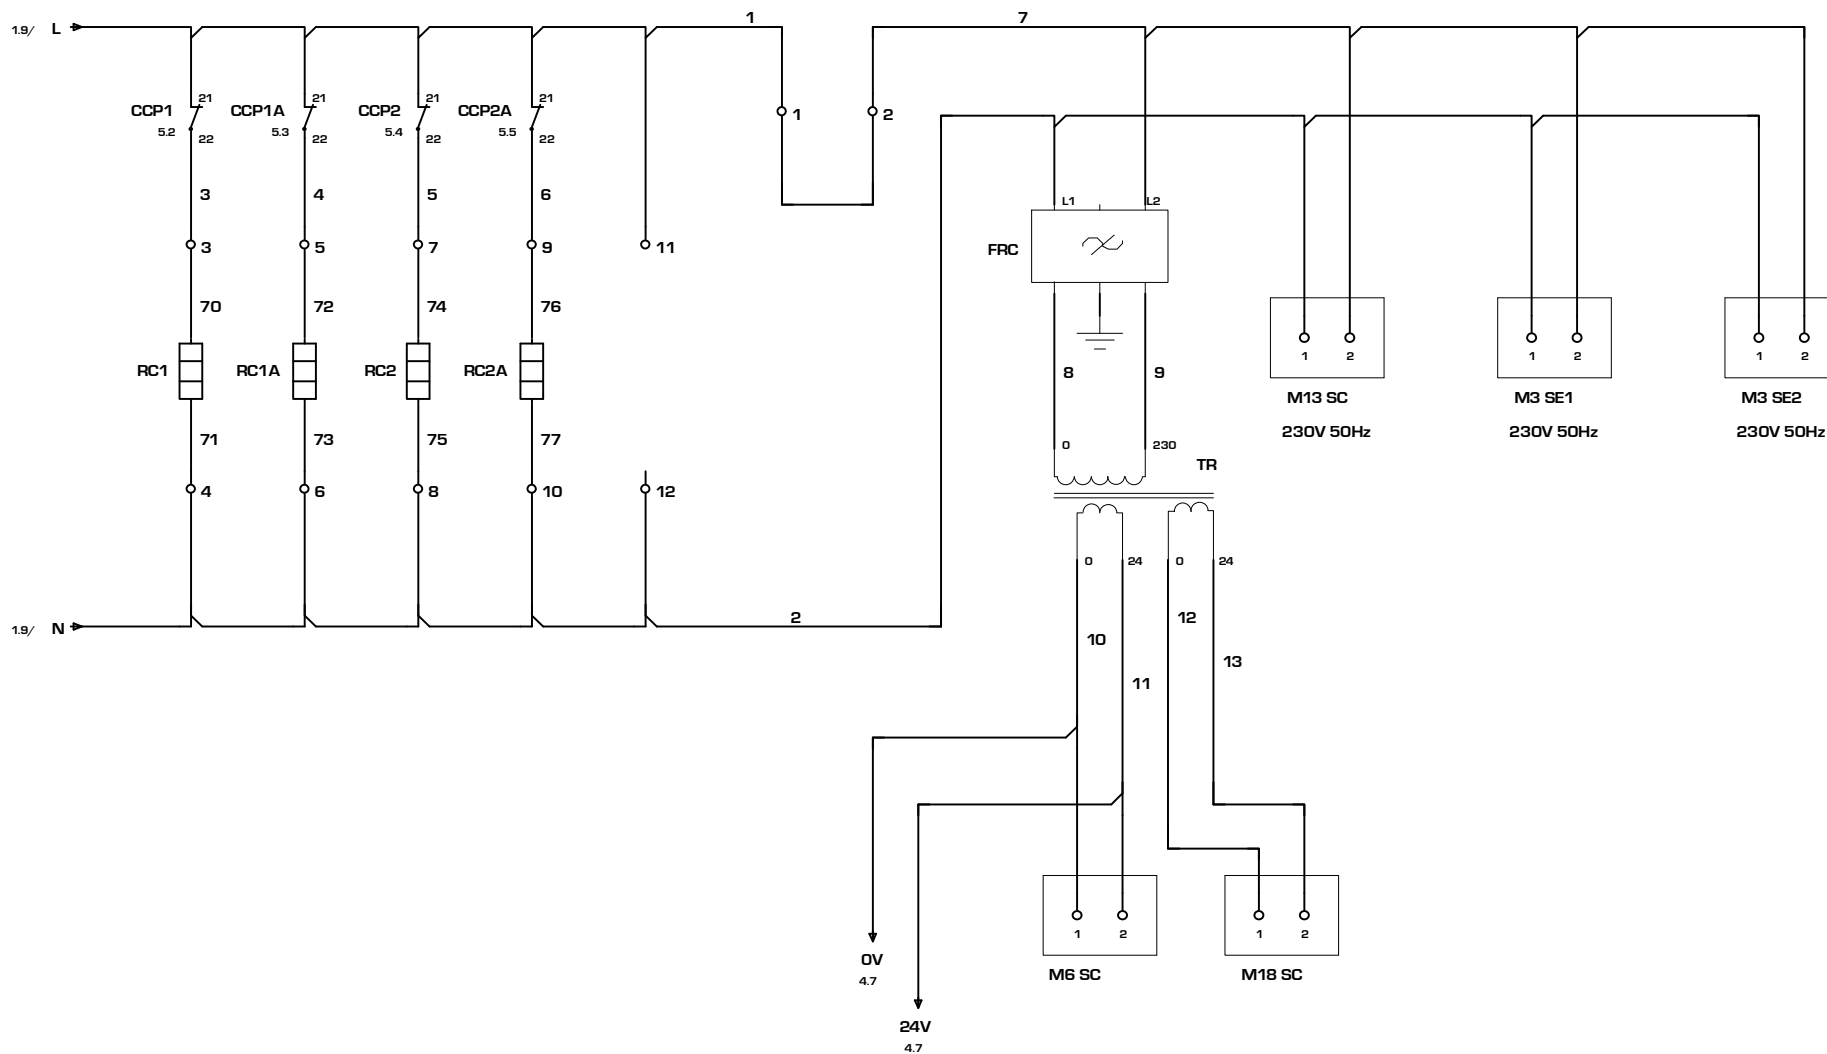 1.9/ L 1 7
CCP1 21 CCP1A 21 CCP2 21 CCP2A 21 1 2
5.2 22 5.3 22 5.4 22 5.5 22
3 4 5 6
L1 L2
3 5 7 9 11 FRC
70 72 74 76
1 2 1 2 1 2
RC1 RC1A RC2 RC2A 8 9
M13 SC M3 SE1 M3 SE2
230V 50Hz 230V 50Hz 230V 50Hz
71 73 75 77 0 230
TR
4 6 8 10 12
0 24 0 24
1.9/ N 2 10 12
11 13
1 2 1 2
0V M6 SC M18 SC
4.7
24V
4.7